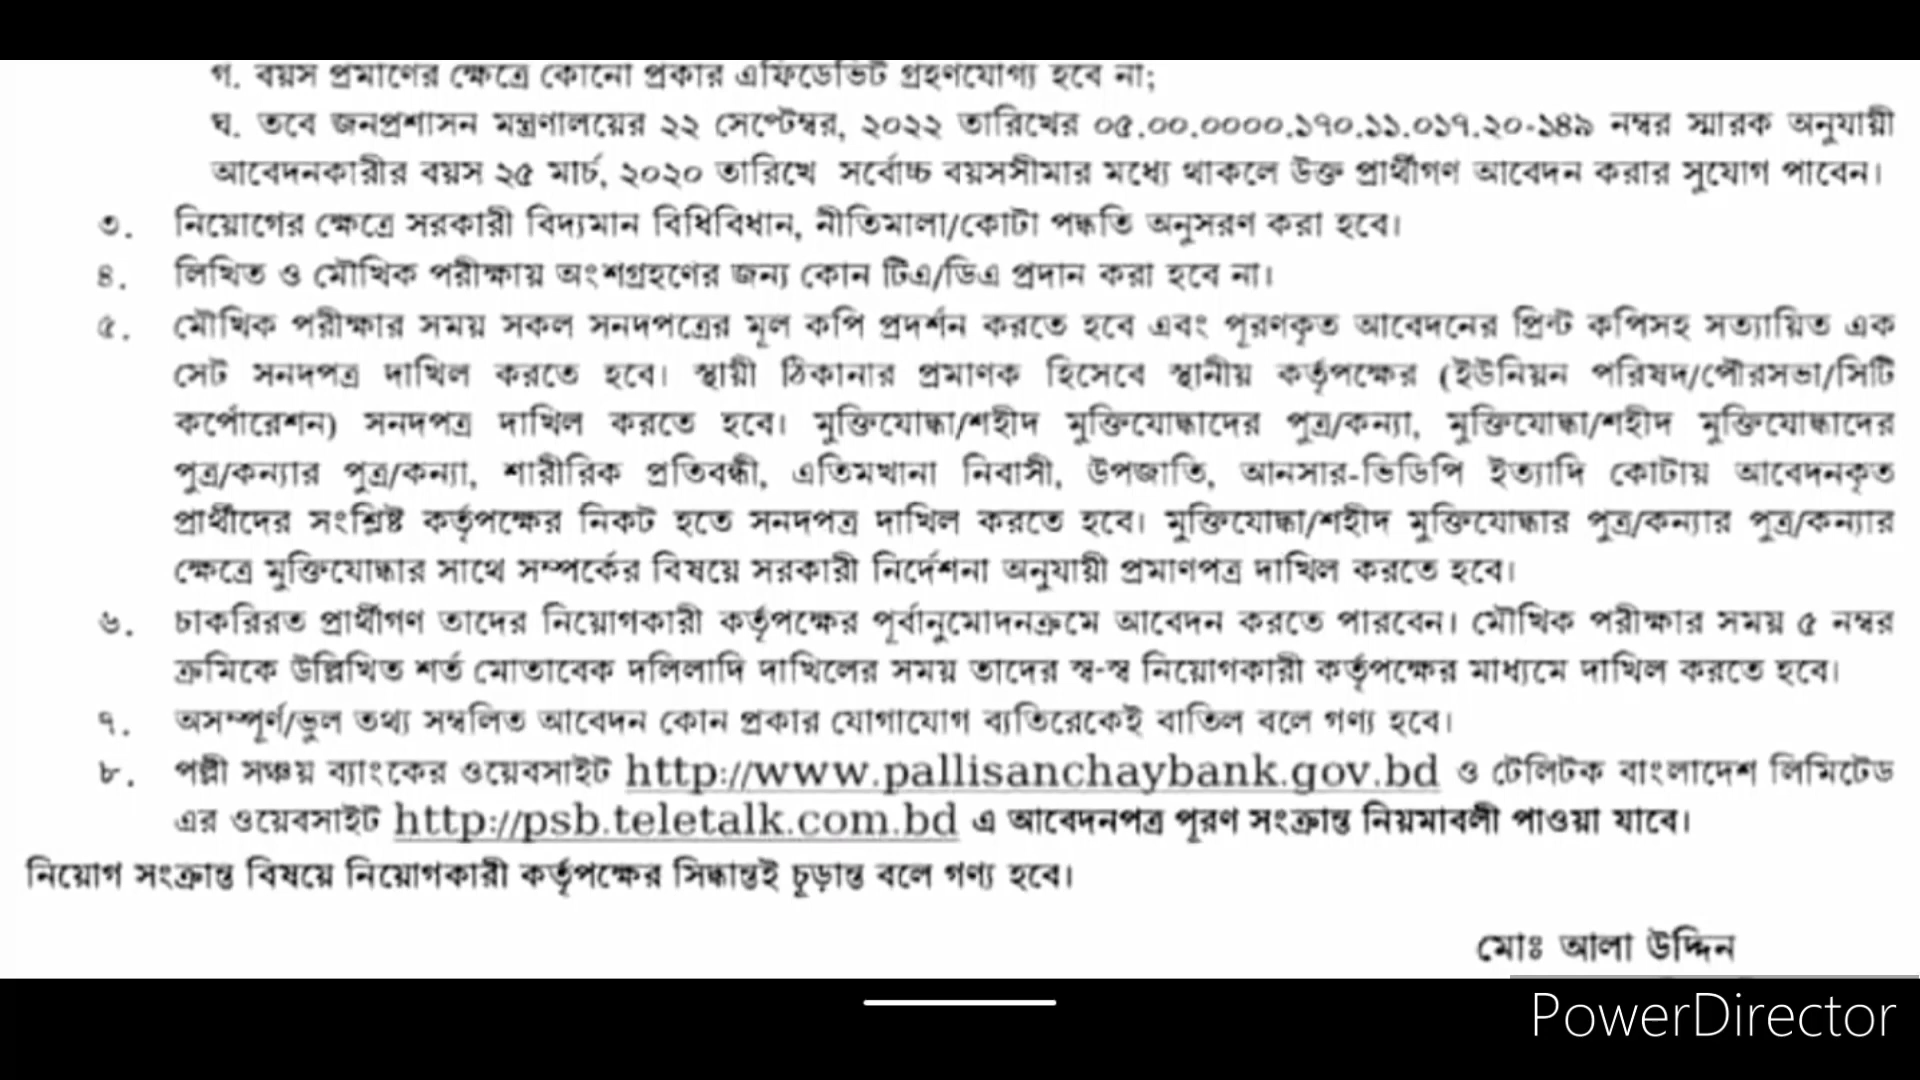 গ. বয়স প্রমাণের ক্ষেত্রে কোনো প্রকার এফিডেভিট গ্রহণযোগ্য হবে না;
ঘ. তবে জনপ্রশাসন মন্ত্রণালয়ের ২২ সেপ্টেম্বর, ২০২২ তারিখের ০৫.০০.০০০০.১৭০.১১.০১৭.২০-১৪৯ নম্বর স্মারক অনুযায়ী
আবেদনকারীর বয়স ২৫ মার্চ, ২০২০ তারিখে সর্বোচ্চ বয়সসীমার মধ্যে থাকলে উক্ত প্রার্থীগণ আবেদন করার সুযোগ পাবেন।
৩. নিয়োগের ক্ষেত্রে সরকারী বিদ্যমান বিধিবিধান, নীতিমালা/কোটা পদ্ধতি অনুসরণ করা হবে।
৪. লিখিত ও মৌখিক পরীক্ষায় অংশগ্রহণের জন্য কোন টিএ/ডিএ প্রদান করা হবে না।
৫. মৌখিক পরীক্ষার সময় সকল সনদপত্রের মূল কপি প্রদর্শন করতে হবে এবং পূরণকৃত আবেদনের প্রিন্ট কপিসহ সত্যায়িত এক
সেট সনদপত্র দাখিল করতে হবে। স্থায়ী ঠিকানার প্রমাণক হিসেবে স্থানীয় কর্তৃপক্ষের (ইউনিয়ন পরিষদ/পৌরসভা/সিটি
কর্পোরেশন) সনদপত্র দাখিল করতে হবে। মুক্তিযোদ্ধা/শহীদ মুক্তিযোদ্ধাদের পুত্র/কন্যা, মুক্তিযোদ্ধা/শহীদ মুক্তিযোদ্ধাদের
পুত্র/কন্যার পুত্র/কন্যা, শারীরিক প্রতিবন্ধী, এতিমখানা নিবাসী, উপজাতি, আনসার-ভিডিপি ইত্যাদি কোটায় আবেদনকৃত
প্রার্থীদের সংশ্লিষ্ট কর্তৃপক্ষের নিকট হতে সনদপত্র দাখিল করতে হবে। মুক্তিযোদ্ধা/শহীদ মুক্তিযোদ্ধার পুত্র/কন্যার পুত্র/কন্যার
ক্ষেত্রে মুক্তিযোদ্ধার সাথে সম্পর্কের বিষয়ে সরকারী নির্দেশনা অনুযায়ী প্রমাণপত্র দাখিল করতে হবে।
৬. চাকরিরত প্রার্থীগণ তাদের নিয়োগকারী কর্তৃপক্ষের পূর্বানুমোদনক্রমে আবেদন করতে পারবেন। মৌখিক পরীক্ষার সময় ৫ নম্বর
ক্রমিকে উল্লিখিত শর্ত মোতাবেক দলিলাদি দাখিলের সময় তাদের স্ব-স্ব নিয়োগকারী কর্তৃপক্ষের মাধ্যমে দাখিল করতে হবে।
৭. অসম্পূর্ণ/ভুল তথ্য সম্বলিত আবেদন কোন প্রকার যোগাযোগ ব্যতিরেকেই বাতিল বলে গণ্য হবে।
৮. পল্লী সঞ্চয় ব্যাংকের ওয়েবসাইট http://www.pallisanchaybank.gov.bd ও টেলিটক বাংলাদেশ লিমিটেড
এর ওয়েবসাইট http://psb.teletalk.com.bd এ আবেদনপত্র পূরণ সংক্রান্ত নিয়মাবলী পাওয়া যাবে।
নিয়োগ সংক্রান্ত বিষয়ে নিয়োগকারী কর্তৃপক্ষের সিদ্ধান্তই চূড়ান্ত বলে গণ্য হবে।
মোঃ আলা উদ্দিন
PowerDirector